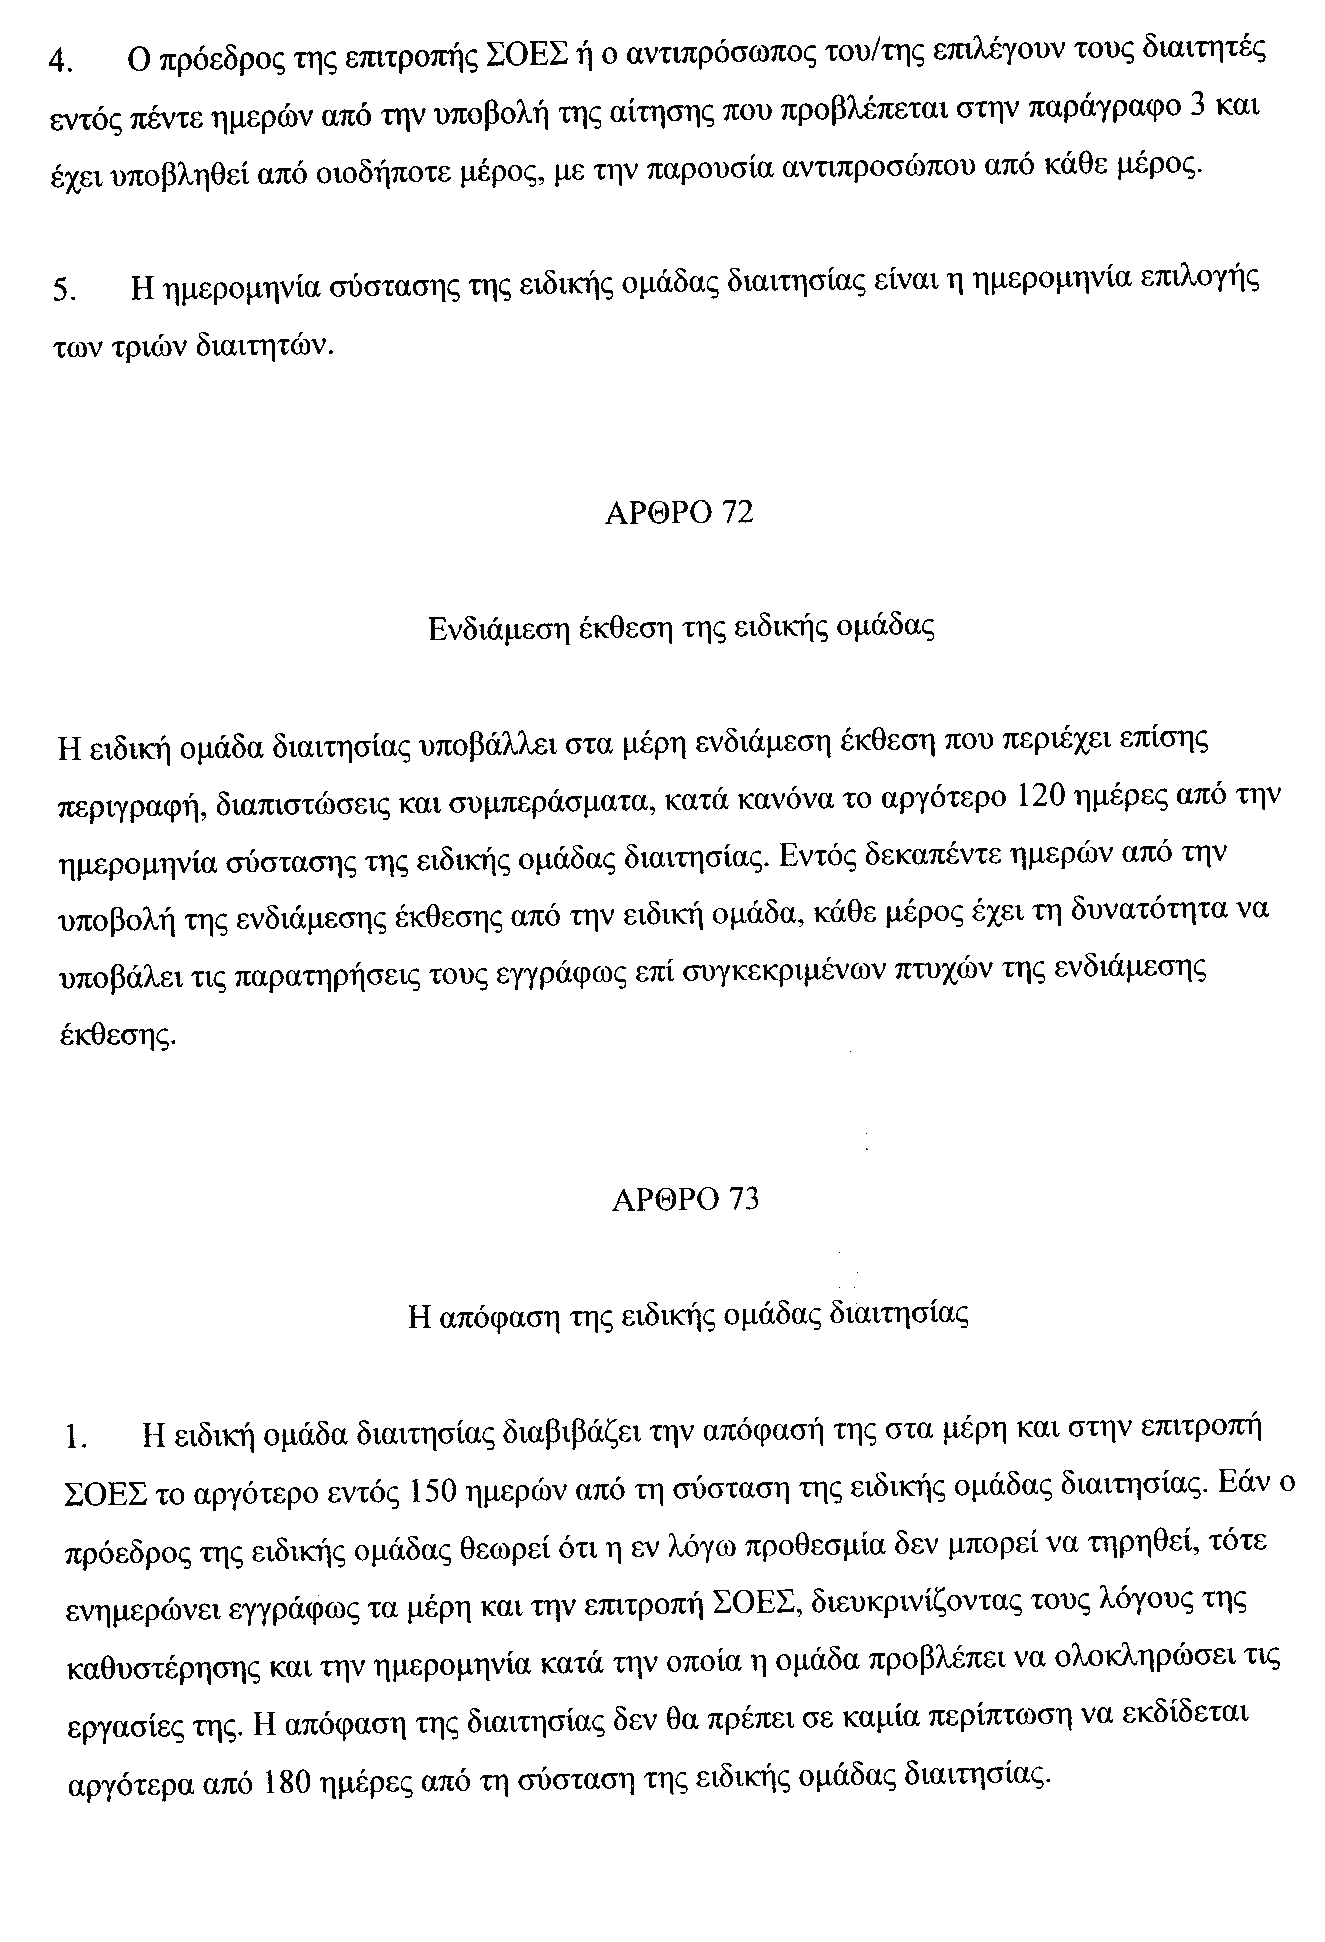 4. Ο πρόεδρος της επιτροπής ΣΟΕΣ ή ο αντιπρόσωπος του/της επιλέγουν τους διαιτητές
εντός πέντε ημερών από την υποβολή της αίτησης που προβλέπεται στην παράγραφο 3 και
έχει υποβληθεί από οιοδήποτε μέρος, με την παρουσία αντιπροσώπου από κάθε μέρος.
5. Η ημερομηνία σύστασης της ειδικής ομάδας διαιτησίας είναι η ημερομηνία επιλογής
των τριών διαιτητών.
ΑΡΘΡΟ 72
Ενδιάμεση έκθεση της ειδικής ομάδας
Η ειδική ομάδα διαιτησίας υποβάλλει στα μέρη ενδιάμεση έκθεση που περιέχει επίσης
περιγραφή, διαπιστώσεις και συμπεράσματα, κατά κανόνα το αργότερο 120 ημέρες από την
ημερομηνία σύστασης της ειδικής ομάδας διαιτησίας. Εντός δεκαπέντε ημερών από την
υποβολή της ενδιάμεσης έκθεσης από την ειδική ομάδα, κάθε μέρος έχει τη δυνατότητα να
υποβάλει τις παρατηρήσεις τους εγγράφως επί συγκεκριμένων πτυχών της ενδιάμεσης
έκθεσης.
ΑΡΘΡΟ 73
Η απόφαση της ειδικής ομάδας διαιτησίας
1. Η ειδική ομάδα διαιτησίας διαβιβάζει την απόφασή της στα μέρη και στην επιτροπή
ΣΟΕΣ το αργότερο εντός 150 ημερών από τη σύσταση της ειδικής ομάδας διαιτησίας. Εάν ο
πρόεδρος της ειδικής ομάδας θεωρεί ότι η εν λόγω προθεσμία δεν μπορεί να τηρηθεί, τότε
ενημερώνει εγγράφως τα μέρη και την επιτροπή ΣΟΕΣ, διευκρινίζοντας τους λόγους της
καθυστέρησης και την ημερομηνία κατά την οποία η ομάδα προβλέπει να ολοκληρώσει τις
εργασίες της. Η απόφαση της διαιτησίας δεν θα πρέπει σε καμία περίπτωση να εκδίδεται
αργότερα από 180 ημέρες από τη σύσταση της ειδικής ομάδας διαιτησίας.